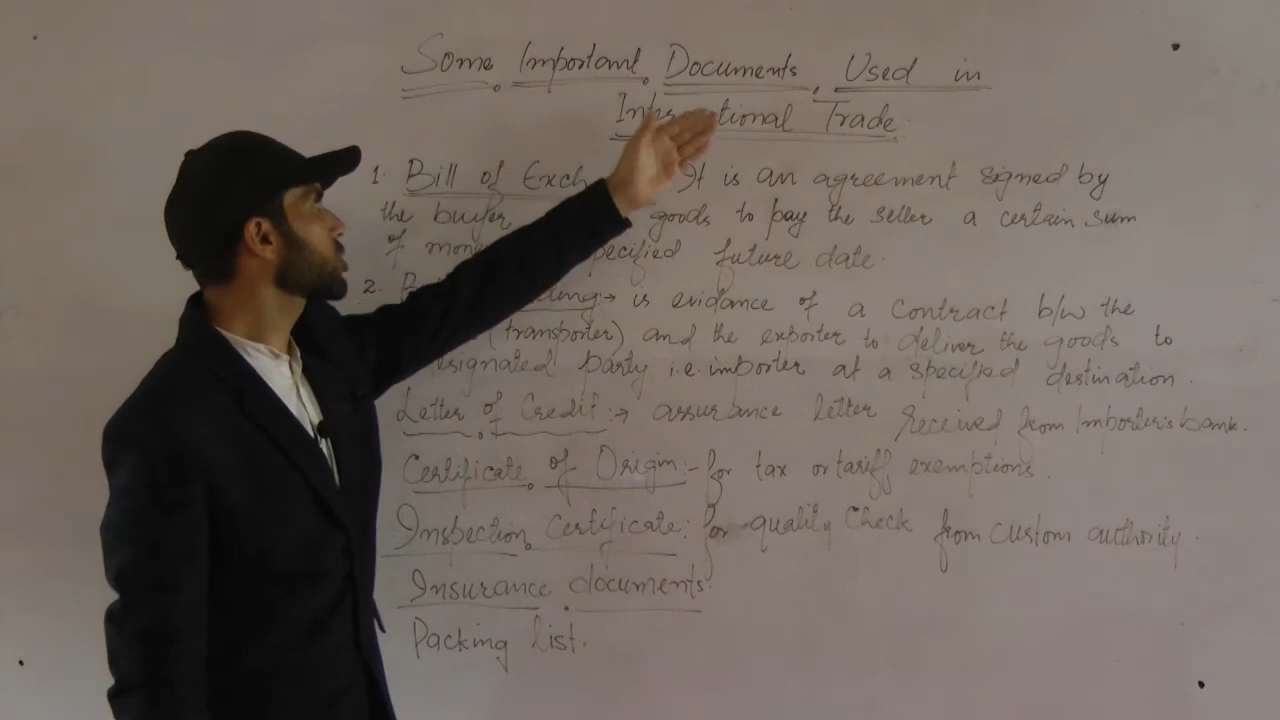 Some Important Documents Used in
International Trade
1. Bill of Exch It is an agreement signed by
the buyer goods to pay the seller a certain sum
of mone specified future date.
2. is evidance of a contract b/w the
(transporter) and the exporter to deliver the goods to
signated party i.e. importer at a specified destination.
Letter of Credit :→ assurance letter received from Importer's bank.
Certificate of Origin :- for tax or tariff exemptions.
Inspection Certificate : for quality check from custom authority.
Insurance documents.
Packing list.